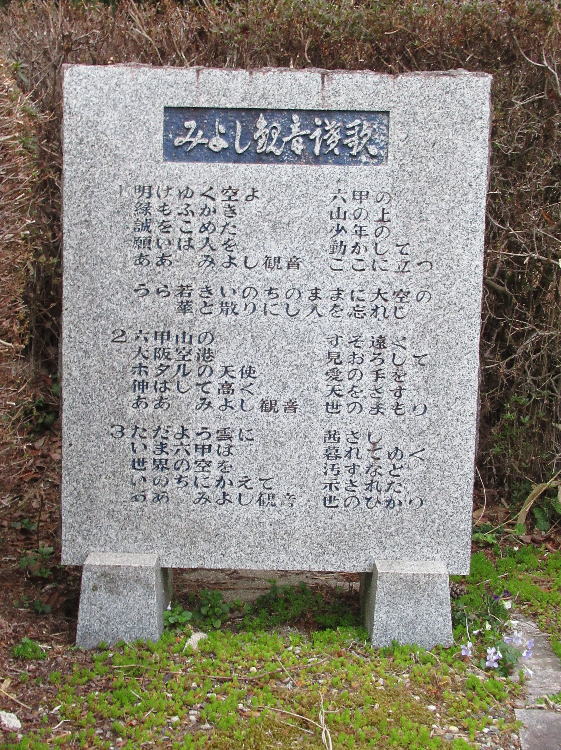 みよし観音讃歌
1. 明けゆく空よ 六甲の
緑もふかき 山の上
誠をこめた 少年の
願いは人を 動かして
ああ みよし観音 ここに立つ
うら若きいのちのままに大空の
華と散りにし人を忘れじ
2 六甲山の すそ遠く
大阪空港 見おろして
ホタルの天使 愛の手を
伸ばして高く 天をさす
ああ みよし観音 世のまもり
3 ただよう雲に 茜さし
いま六甲は 暮れてゆく
世界の空を 汚すなと
いのちにかえて 示された
ああ みよし観音 世のひかり